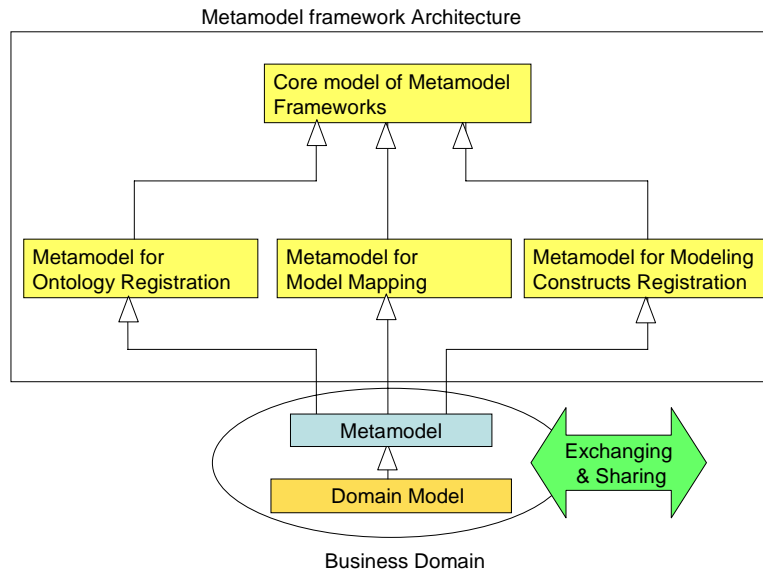 Metamodel framework Architecture
Core model of Metamodel
Frameworks
Metamodel for
Ontology Registration
Metamodel for
Model Mapping
Metamodel for Modeling
Constructs Registration
Metamodel
Domain Model
Exchanging
& Sharing
Business Domain